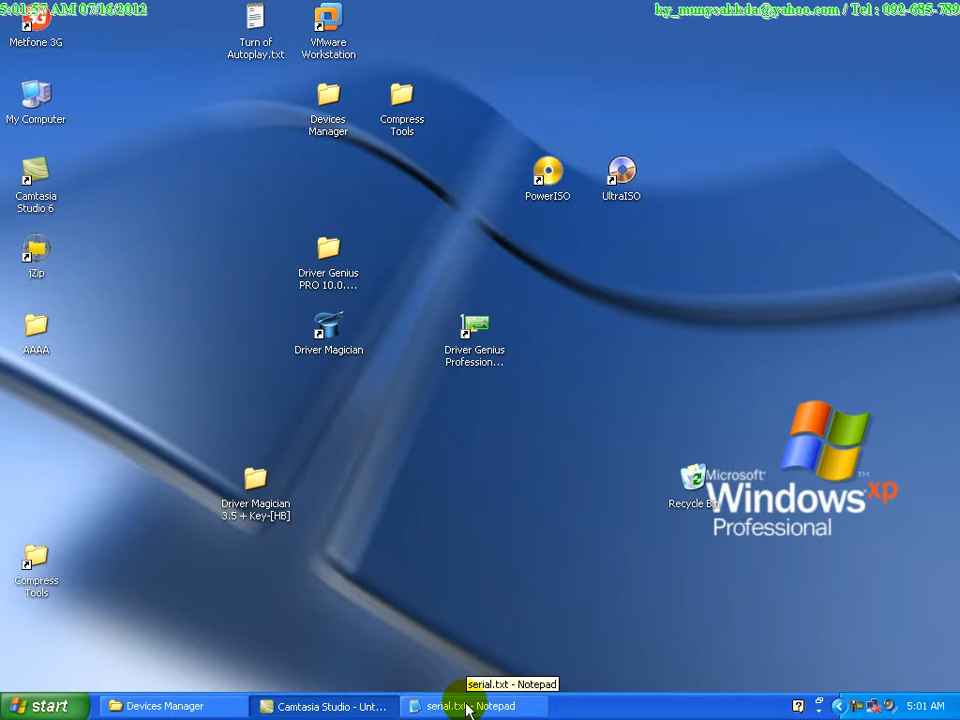 5:01:57 AM 07/16/2012
ky_munyvakkda@yahoo.com / Tel : 092-685-789
Metfone 3G
Turn of
Autoplay.txt
VMware
Workstation
My Computer
Devices
Manager
Compress
Tools
Camtasia
Studio 6
PowerISO
UltraISO
jZip
Driver Genius
PRO 10.0....
AAAA
Driver Magician
Driver Genius
Profession...
Driver Magician
3.5 + Key-[HB]
Recycle Bin
Microsoft
Windows xp
Professional
TM
Compress
Tools
serial.txt - Notepad
start
Devices Manager
Camtasia Studio - Unt...
serial.txt - Notepad
5:01 AM